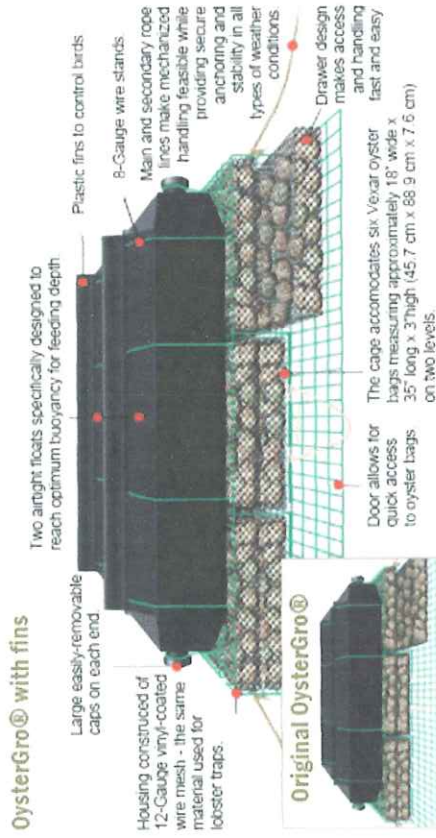 OysterGro® with fins
Two airtight floats specifically designed to
reach optimum buoyancy for feeding depth.
Large easily-removable
caps on each end.
Plastic fins to control birds
8-Gauge wire stands.
Main and secondary rope
lines make mechanized
handling feasible while
providing secure
anchoring and
stability in all
types of weather
conditions.
Housing construced of
12-Gauge vinyl-coated
wire mesh - the same
material used for
lobster traps.
Drawer design
makes access
and handling
fast and easy.
Door allows for
quick access
to oyster bags
The cage accomodates six Vexar oyster
bags measuring approximately 18" wide x
35" long x 3"high (45.7 cm x 88.9 cm x 7.6 cm)
on two levels.
Original OysterGro®